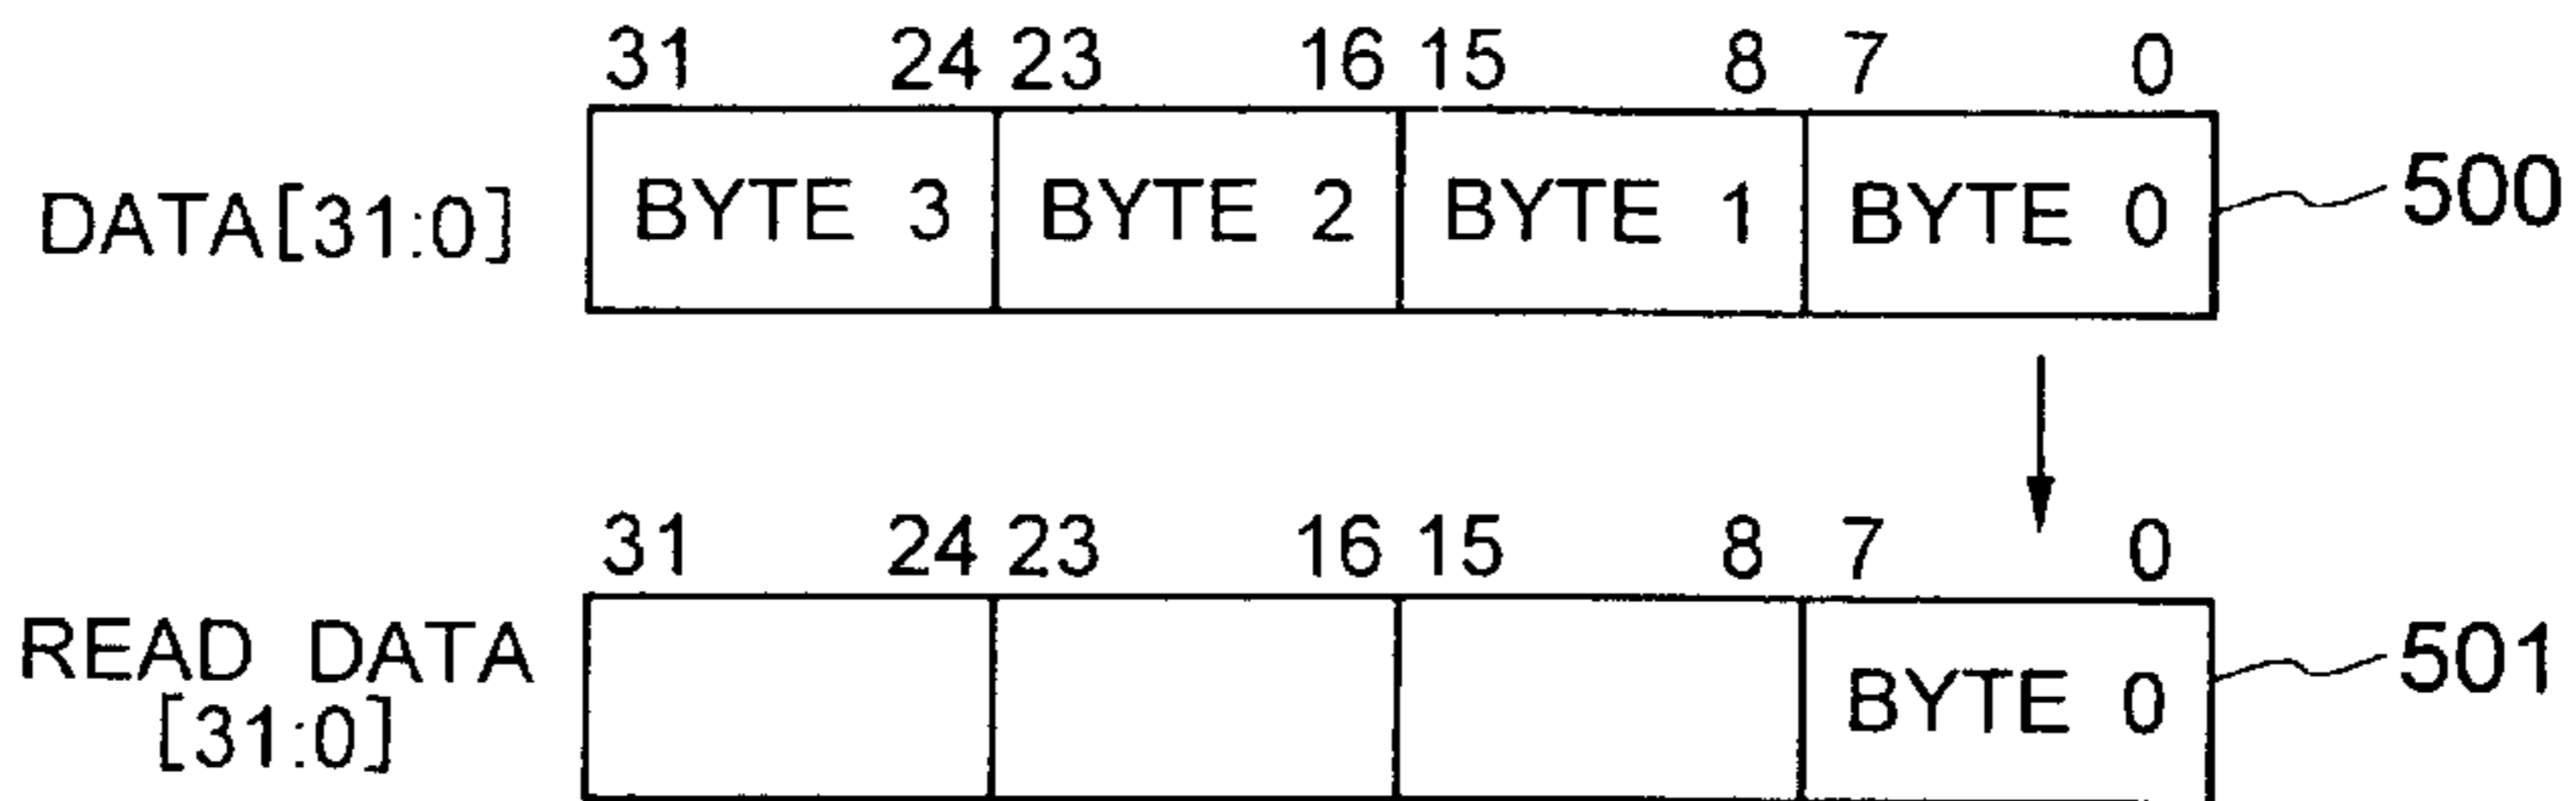 31 24 23 16 15 8 7 0
DATA[31:0] BYTE 3 BYTE 2 BYTE 1 BYTE 0 500
31 24 23 16 15 8 7 0
READ DATA
[31:0]
BYTE 0 501